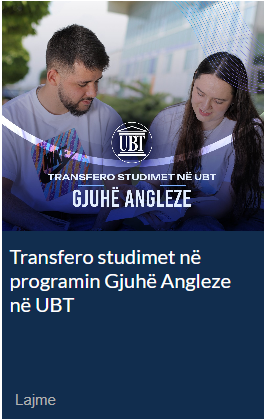 UBT
TRANSFERO STUDIMET NË UBT
GJUHË ANGLEZE
Transfero studimet në
programin Gjuhë Angleze
në UBT
Lajme